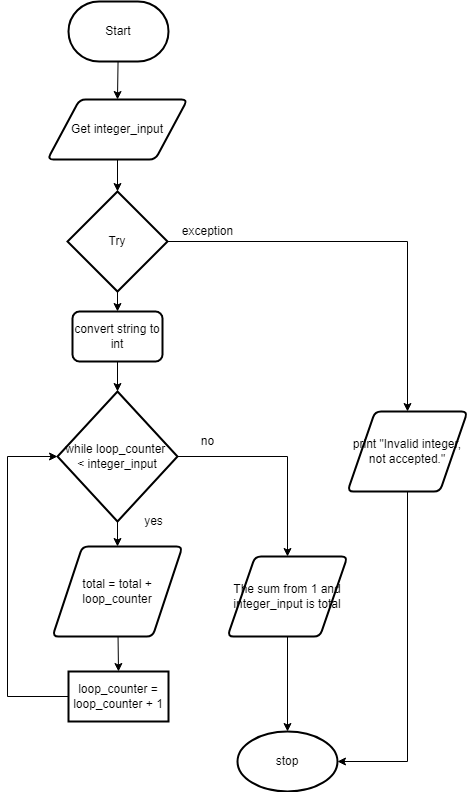 Start
Get integer_input
Try
exception
convert string to
int
while loop_counter
< integer_input
no
yes
print "Invalid integer,
not accepted."
total = total +
loop_counter
The sum from 1 and
integer_input is total
loop_counter =
loop_counter + 1
stop